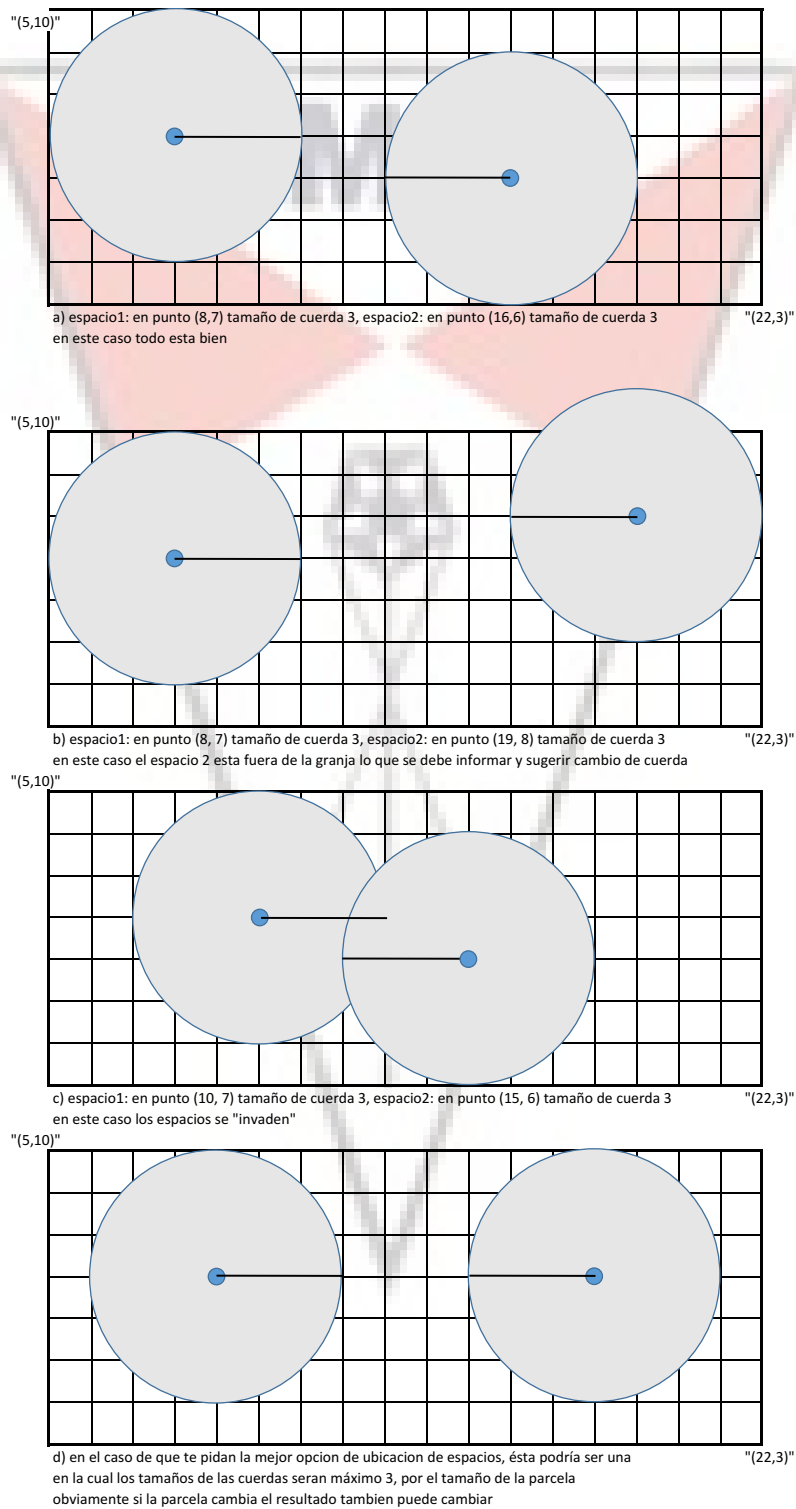 "(5,10)"
M
a) espacio1: en punto (8,7) tamaño de cuerda 3, espacio2: en punto (16,6) tamaño de cuerda 3 "(22,3)"
en este caso todo esta bien
"(5,10)"
b) espacio1: en punto (8, 7) tamaño de cuerda 3, espacio2: en punto (19, 8) tamaño de cuerda 3 "(22,3)"
en este caso el espacio 2 esta fuera de la granja lo que se debe informar y sugerir cambio de cuerda
"(5,10)"
c) espacio1: en punto (10, 7) tamaño de cuerda 3, espacio2: en punto (15, 6) tamaño de cuerda 3 "(22,3)"
en este caso los espacios se "invaden"
"(5,10)"
d) en el caso de que te pidan la mejor opcion de ubicacion de espacios, ésta podría ser una "(22,3)"
en la cual los tamaños de las cuerdas seran máximo 3, por el tamaño de la parcela
obviamente si la parcela cambia el resultado tambien puede cambiar